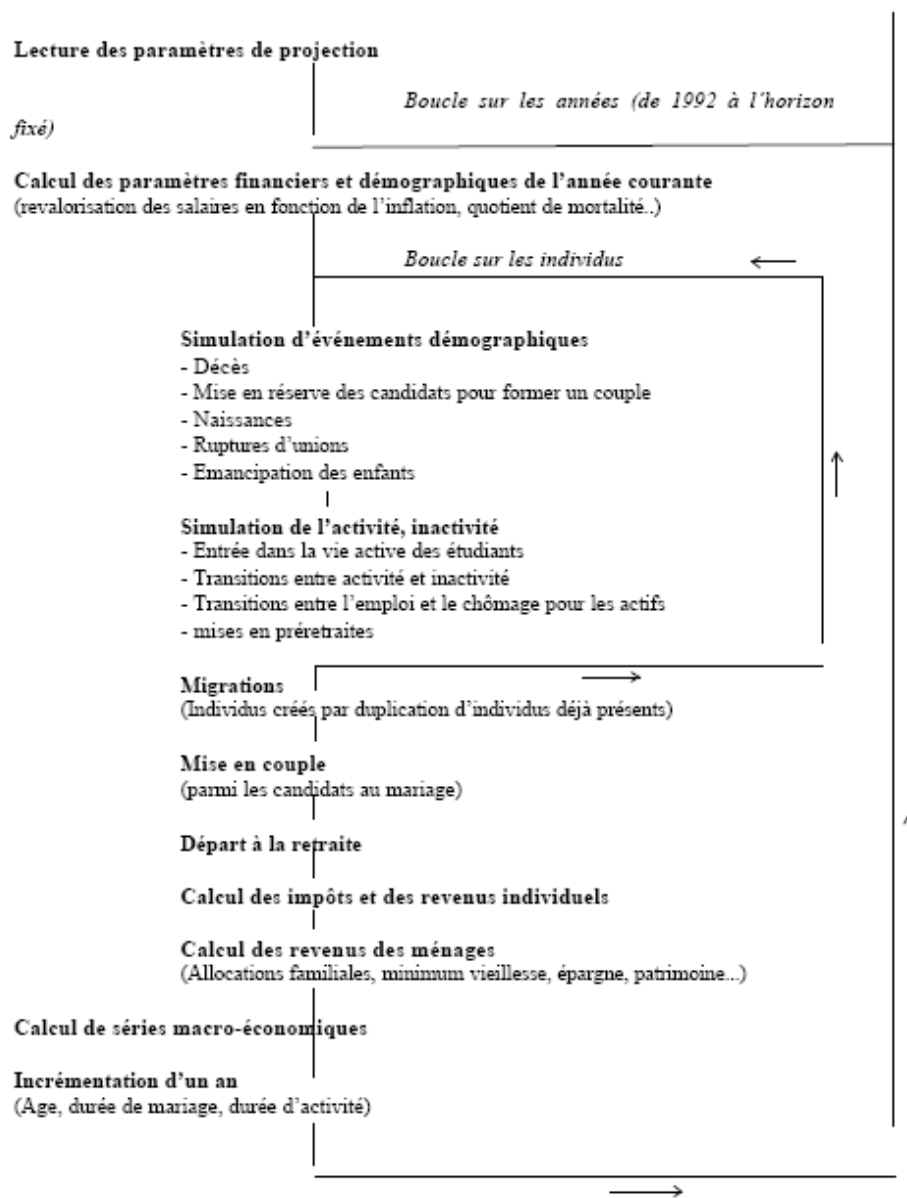 Lecture des paramètres de projection
Boucle sur les années (de 1992 à l'horizon
fixé)
Calcul des paramètres financiers et démographiques de l'année courante
(revalorisation des salaires en fonction de l'inflation, quotient de mortalité..)
Boucle sur les individus
Simulation d'événements démographiques
- Décès
- Mise en réserve des candidats pour former un couple
- Naissances
- Ruptures d'unions
- Emancipation des enfants
Simulation de l'activité, inactivité
- Entrée dans la vie active des étudiants
- Transitions entre activité et inactivité
- Transitions entre l'emploi et le chômage pour les actifs
- mises en préretraites
Migrations
(Individus créés par duplication d'individus déjà présents)
Mise en couple
(parmi les candidats au mariage)
Départ à la retraite
Calcul des impôts et des revenus individuels
Calcul des revenus des ménages
(Allocations familiales, minimum vieillesse, épargne, patrimoine...)
Calcul de séries macro-économiques
Incrémentation d'un an
(Age, durée de mariage, durée d'activité)